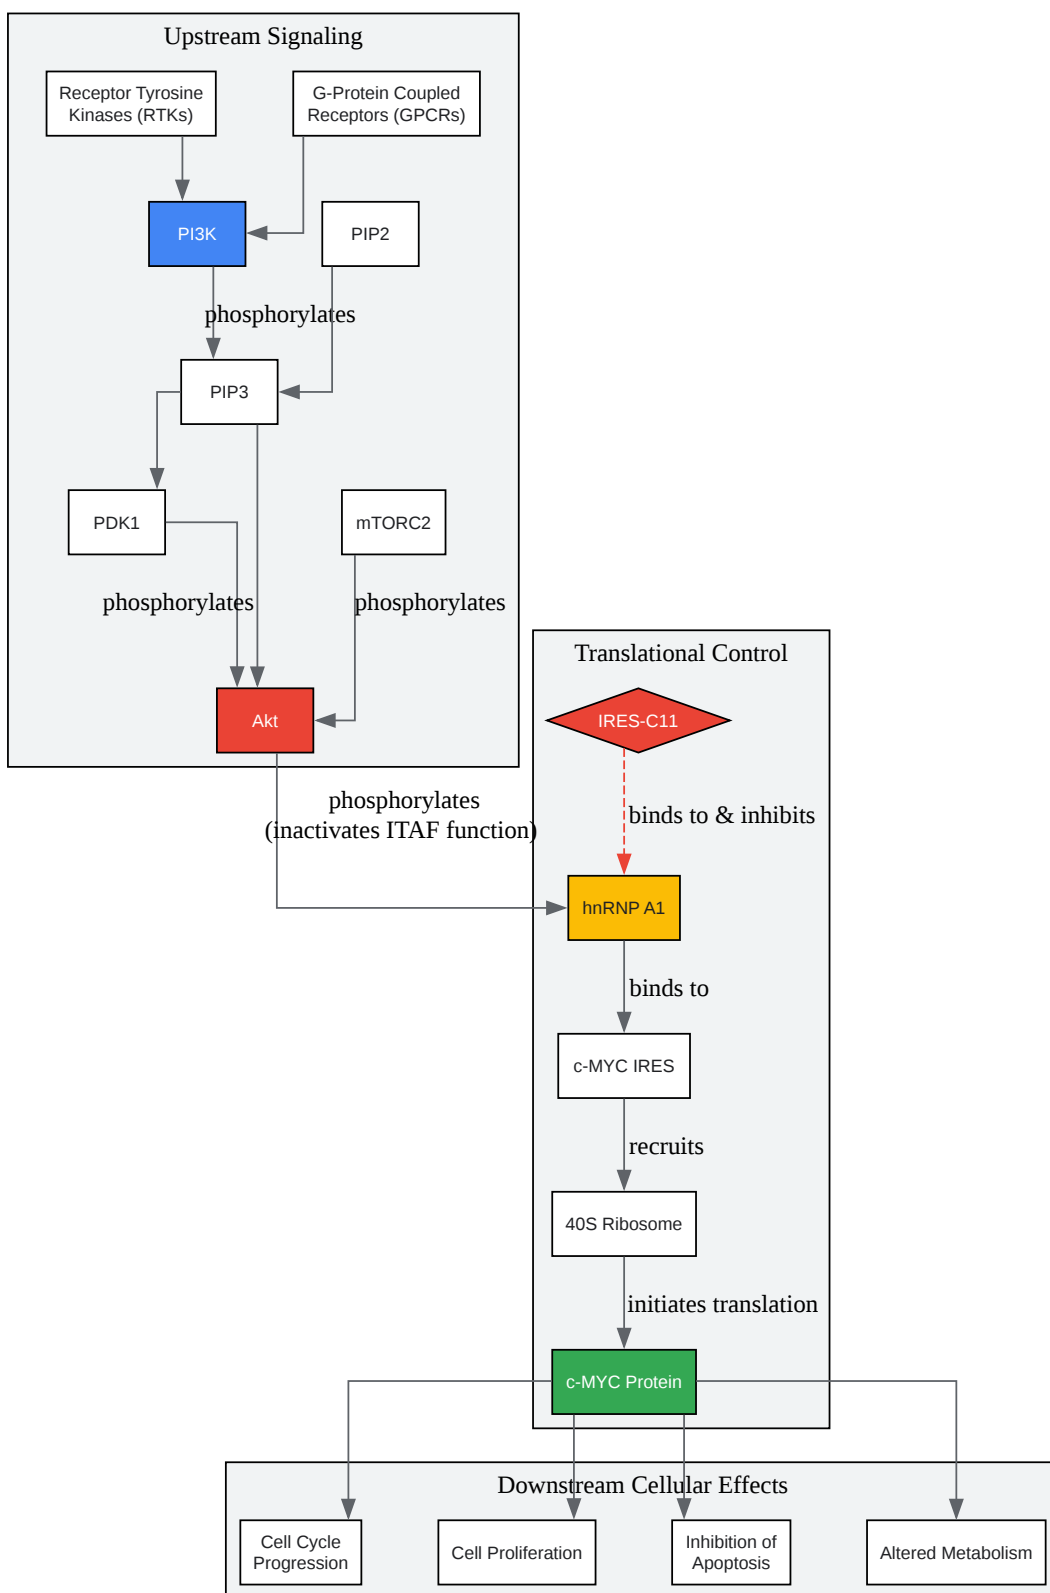 Upstream Signaling
Receptor Tyrosine
Kinases (RTKs)
G-Protein Coupled
Receptors (GPCRs)
PI3K
PIP2
phosphorylates
PIP3
PDK1
mTORC2
phosphorylates
phosphorylates
Akt
phosphorylates
(inactivates ITAF function)
Translational Control
IRES-C11
binds to & inhibits
hnRNP A1
binds to
c-MYC IRES
recruits
40S Ribosome
initiates translation
c-MYC Protein
Downstream Cellular Effects
Cell Cycle
Progression
Cell Proliferation
Inhibition of
Apoptosis
Altered Metabolism